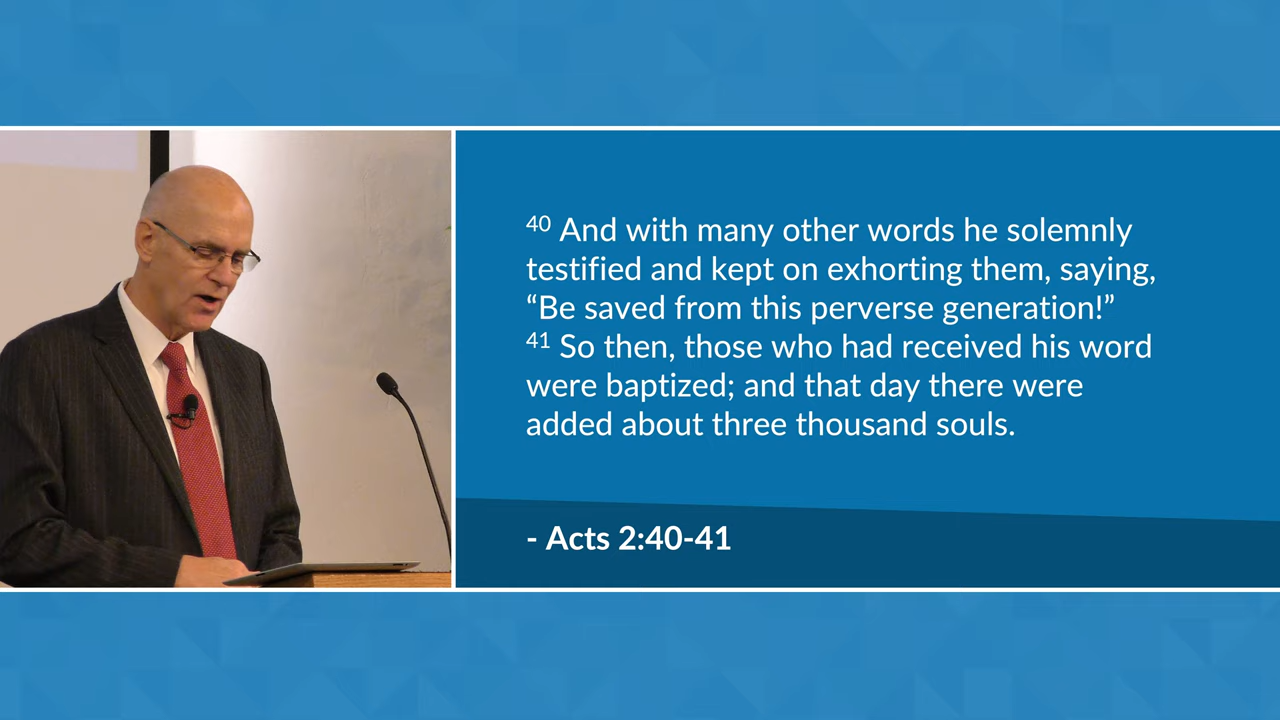 40 And with many other words he solemnly
testified and kept on exhorting them, saying,
“Be saved from this perverse generation!”
41 So then, those who had received his word
were baptized; and that day there were
added about three thousand souls.
- Acts 2:40-41